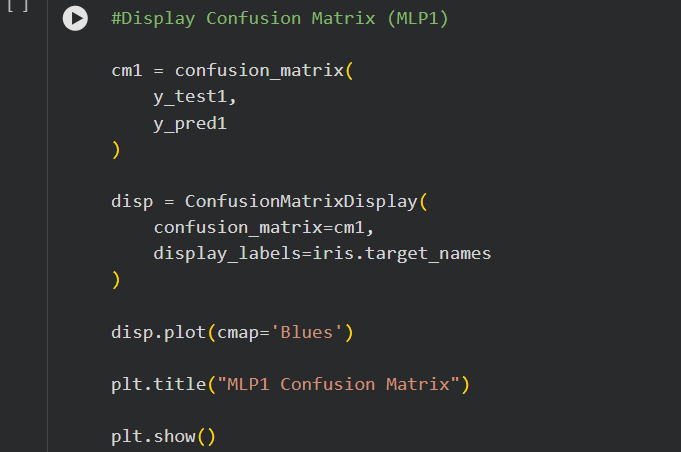 [ ]
#Display Confusion Matrix (MLP1)
cm1 = confusion_matrix(
    y_test1,
    y_pred1
)
disp = ConfusionMatrixDisplay(
    confusion_matrix=cm1,
    display_labels=iris.target_names
)
disp.plot(cmap='Blues')
plt.title("MLP1 Confusion Matrix")
plt.show()